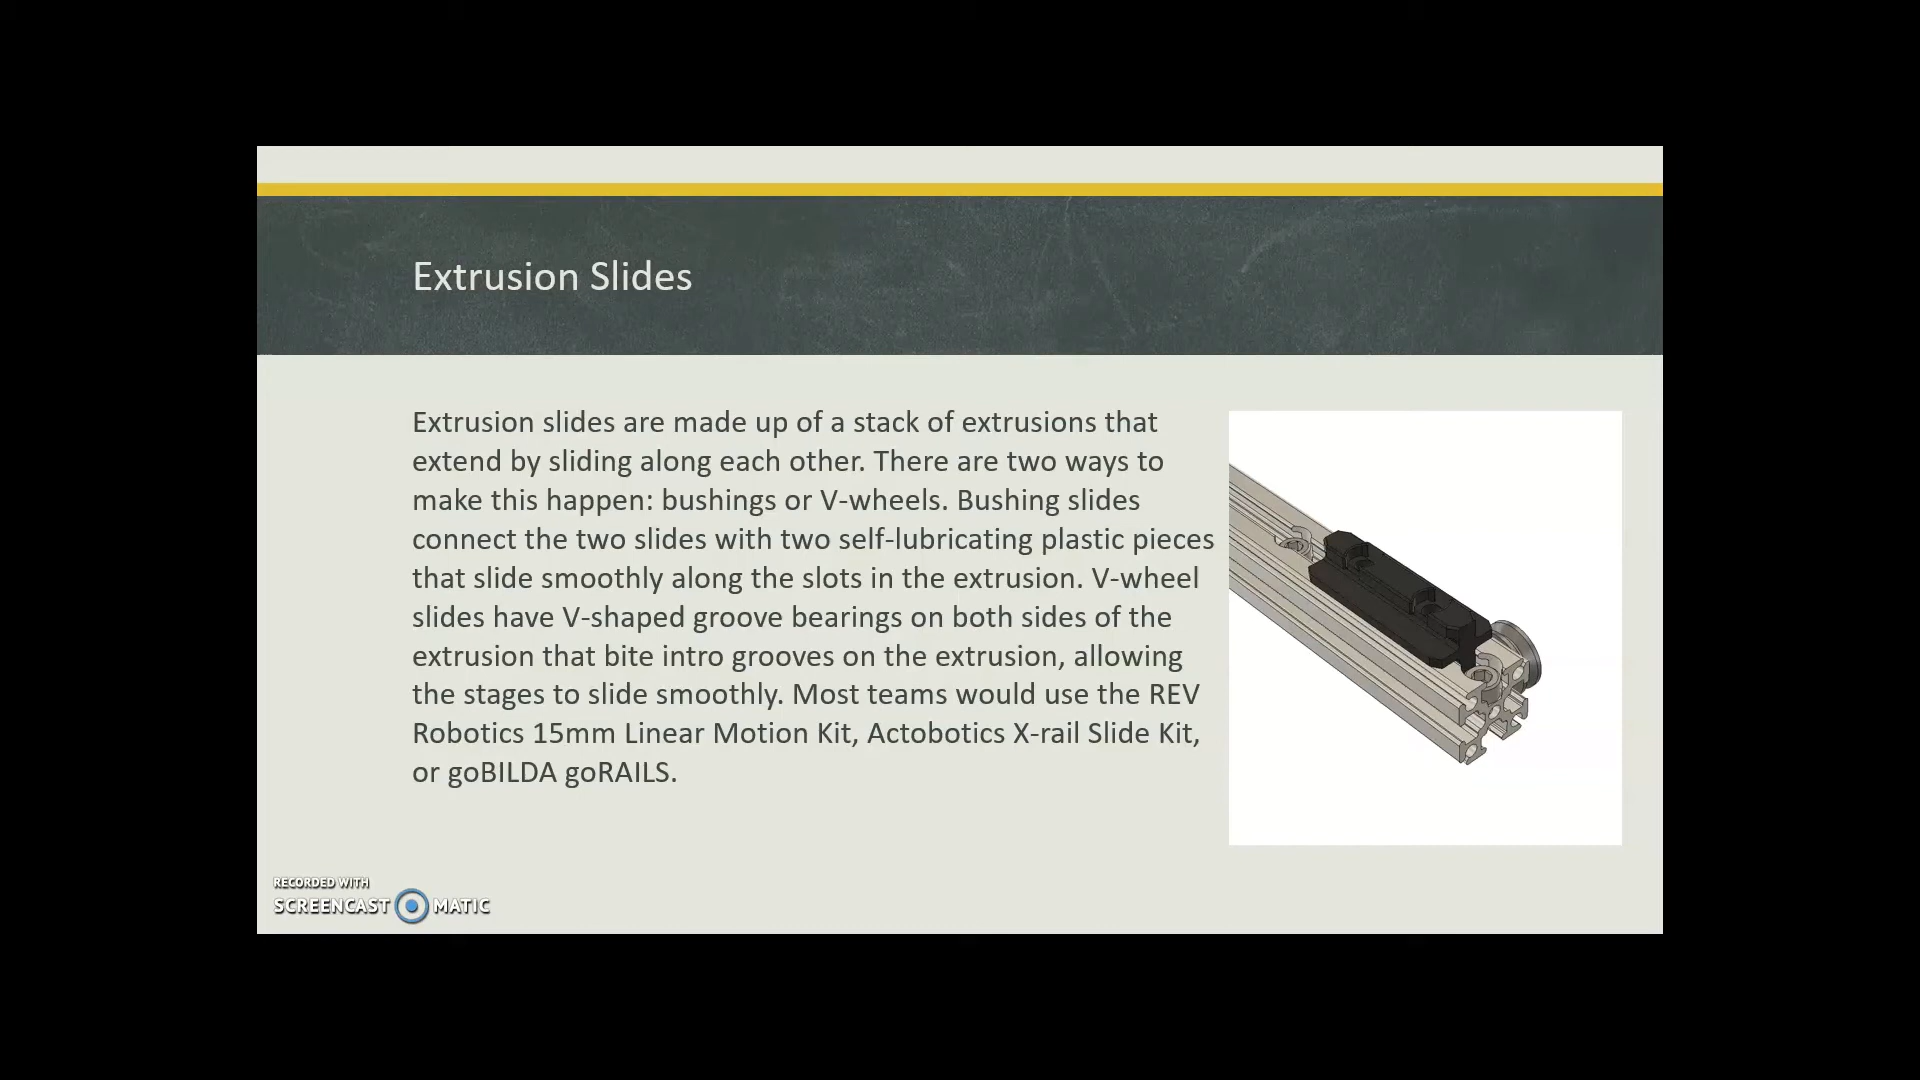 Extrusion Slides
Extrusion slides are made up of a stack of extrusions that
extend by sliding along each other. There are two ways to
make this happen: bushings or V-wheels. Bushing slides
connect the two slides with two self-lubricating plastic pieces
that slide smoothly along the slots in the extrusion. V-wheel
slides have V-shaped groove bearings on both sides of the
extrusion that bite intro grooves on the extrusion, allowing
the stages to slide smoothly. Most teams would use the REV
Robotics 15mm Linear Motion Kit, Actobotics X-rail Slide Kit,
or goBILDA goRAILS.
RECORDED WITH
SCREENCAST MATIC